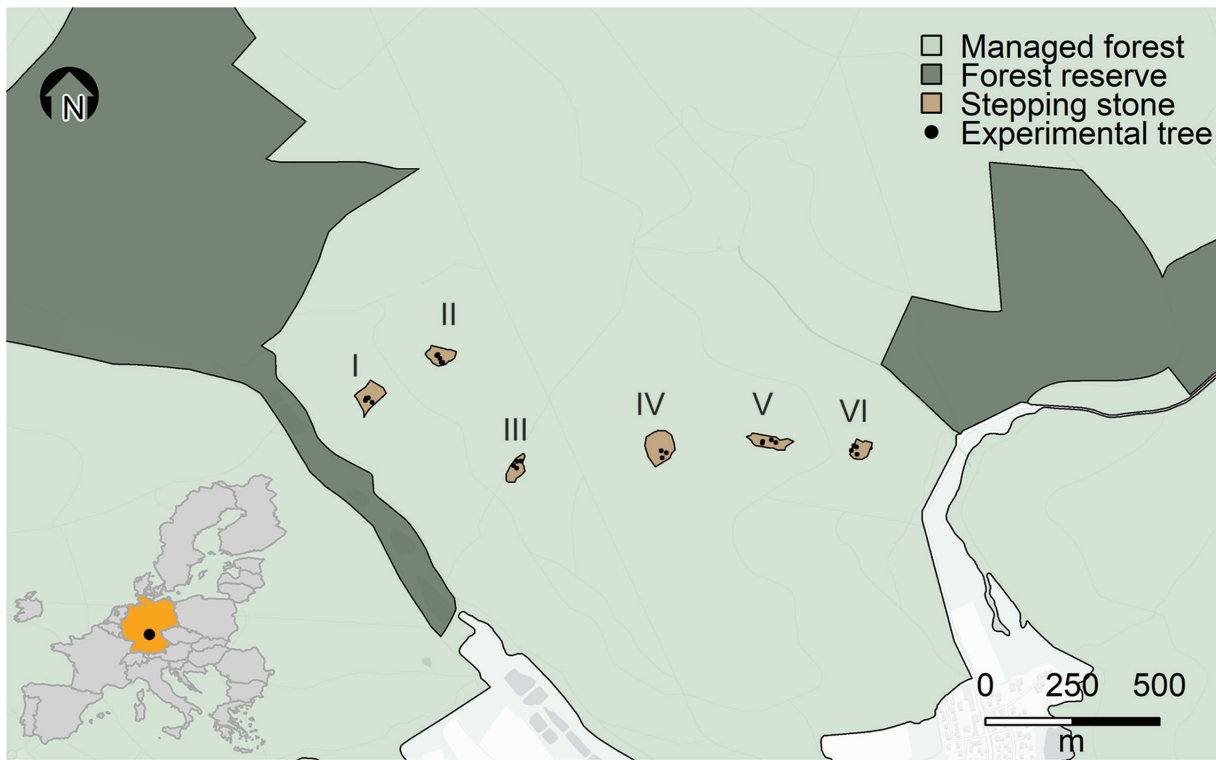 Managed forest
Forest reserve
Stepping stone
Experimental tree
N
II
I
III
IV
V
VI
0 250 500
m